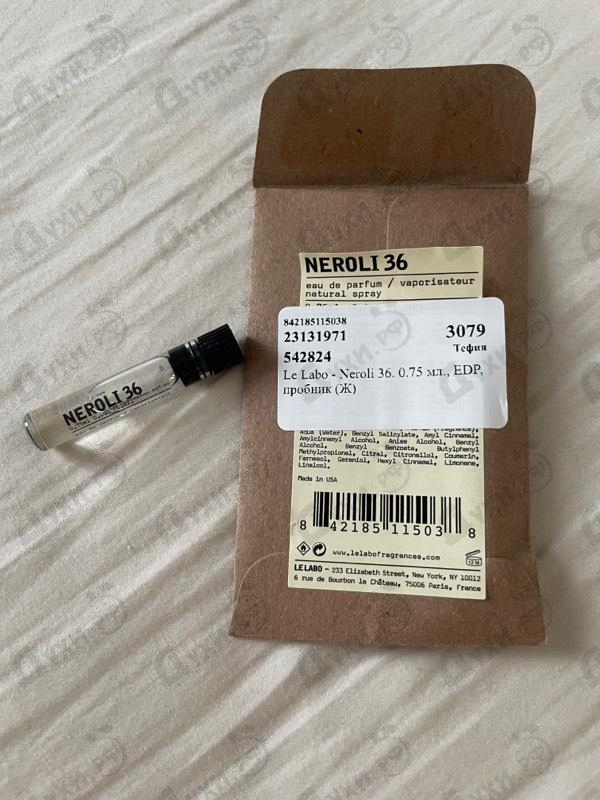 NEROLI 36
eau de parfum / vaporisateur
natural spray
842185115038
23131971
3079
542824
Тефия
Le Labo - Neroli 36. 0.75 мл., EDP,
пробник (Ж)
Aqua (Water), Benzyl Salicylate, Amyl Cinnamal,
Amylcinnamyl Alcohol, Anise Alcohol, Benzyl
Alcohol, Benzyl Benzoate, Butylphenyl
Methylpropional, Citral, Citronellol, Coumarin,
Farnesol, Geraniol, Hexyl Cinnamal, Limonene,
Linalool.
Made in USA
8 42185 11503 8
www.lelabofragrances.com
12 M
LE LABO – 233 Elizabeth Street, New York, NY 10012
6 rue de Bourbon le Château, 75006 Paris, France
NEROLI 36
Духи.рф